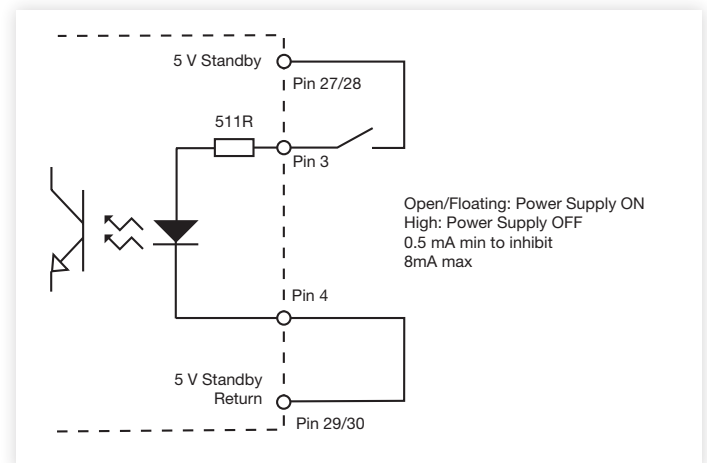 5 V Standby
Pin 27/28
511R
Pin 3
Open/Floating: Power Supply ON
High: Power Supply OFF
0.5 mA min to inhibit
8mA max
Pin 4
5 V Standby
Return
Pin 29/30